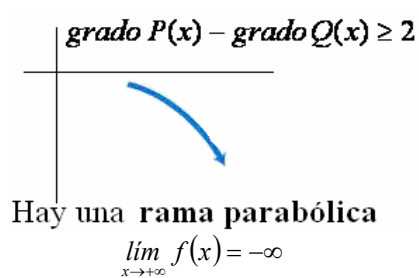 grado P(x) – grado Q(x) ≥ 2
Hay una rama parabólica
lím f(x) = –∞
x→+∞